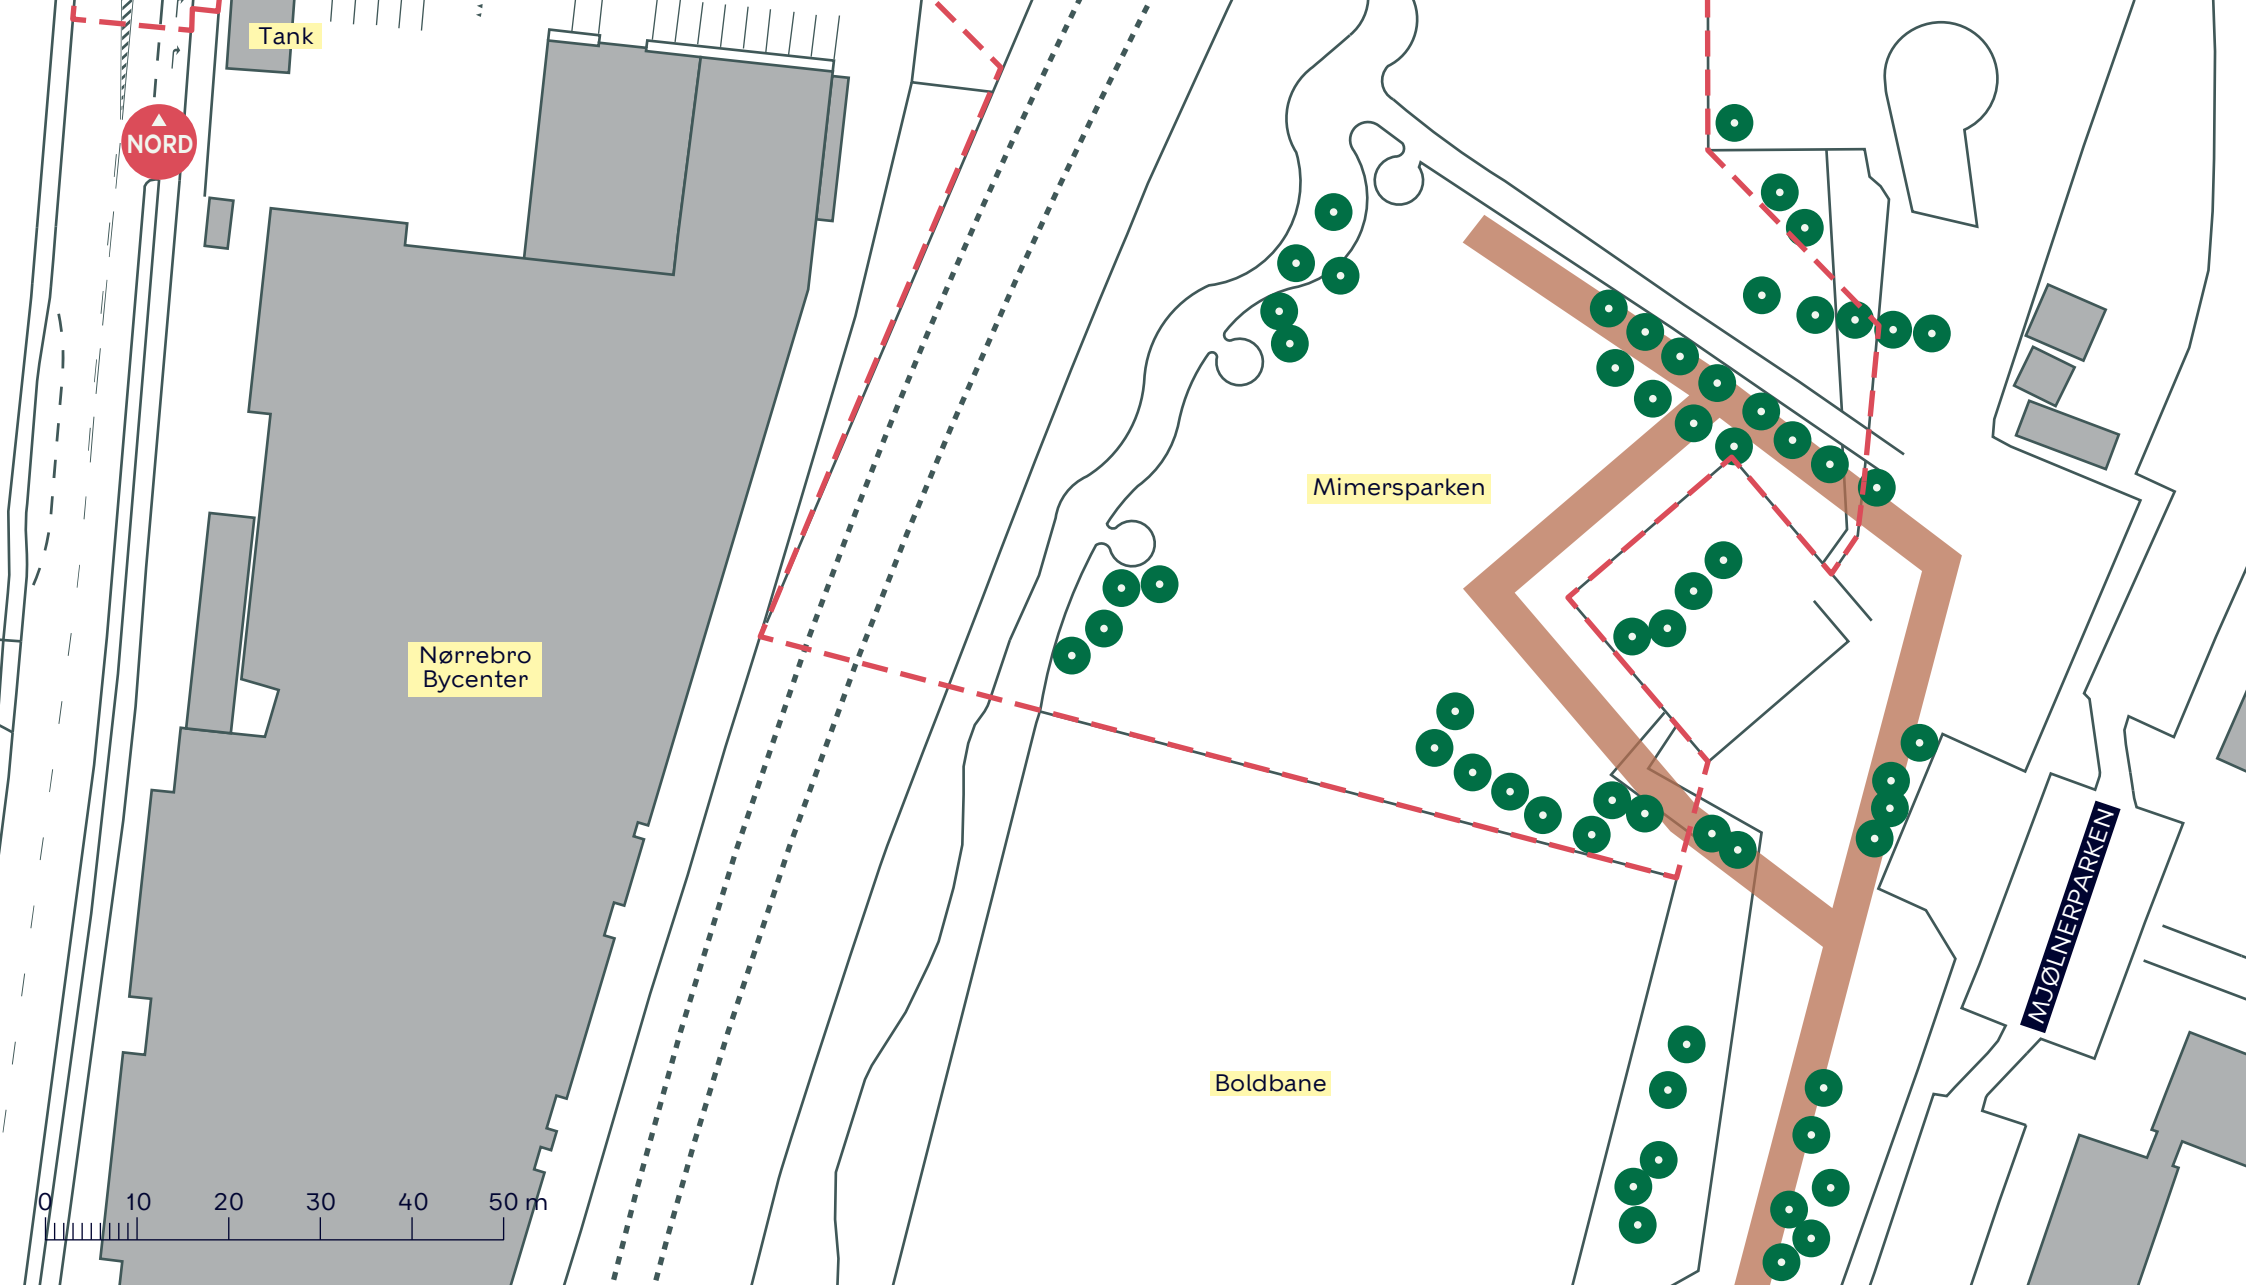 Tank
NORD
Mimersparken
Nørrebro
Bycenter
MJØLNERPARKEN
Boldbane
0 10 20 30 40 50 m